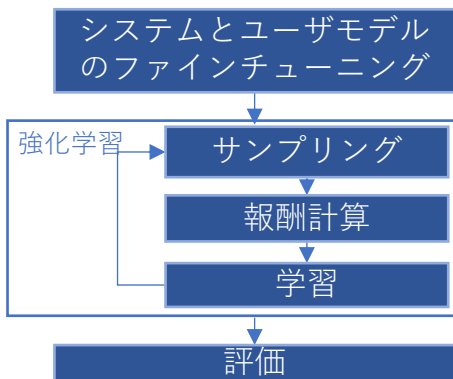 システムとユーザモデル
のファインチューニング
強化学習
サンプリング
報酬計算
学習
評価